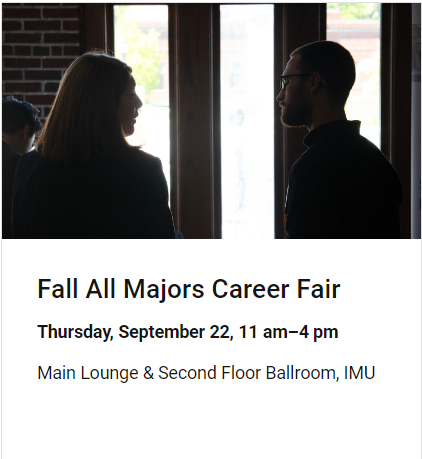 Fall All Majors Career Fair
Thursday, September 22, 11 am–4 pm
Main Lounge & Second Floor Ballroom, IMU